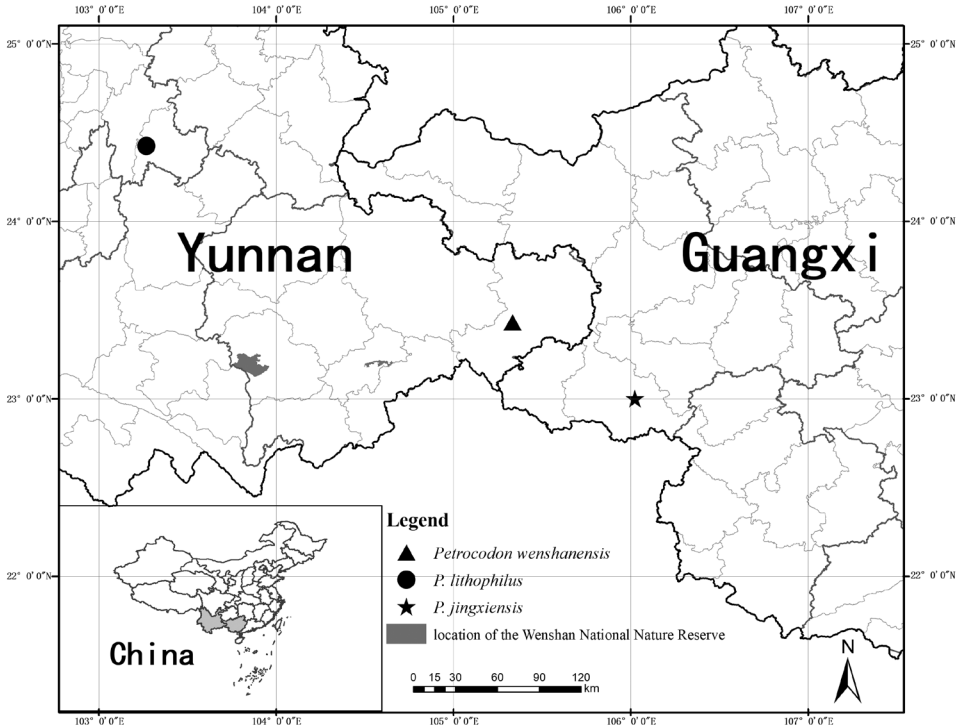 103° 0′0″E 104° 0′0″E 105° 0′0″E 106° 0′0″E 107° 0′0″E
25° 0′0″N 25° 0′0″N
24° 0′0″N 24° 0′0″N
Yunnan Guangxi
23° 0′0″N 23° 0′0″N
Legend
Petrocodon wenshanensis
P. lithophilus
P. jingxiensis
location of the Wenshan National Nature Reserve
22° 0′0″N 22° 0′0″N
China
N
0 15 30 60 90 120
km
103° 0′0″E 104° 0′0″E 105° 0′0″E 106° 0′0″E 107° 0′0″E